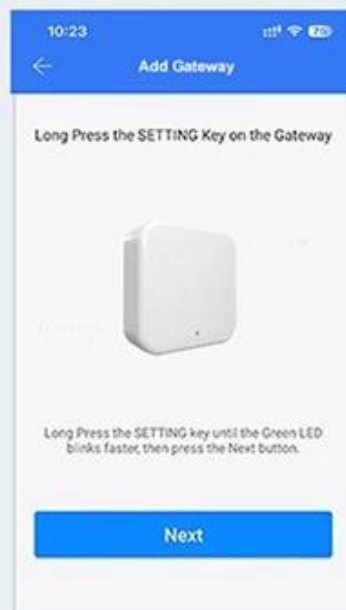 10:23
Add Gateway
Long Press the SETTING Key on the Gateway
Long Press the SETTING key until the Green LED
blinks faster, then press the Next button.
Next